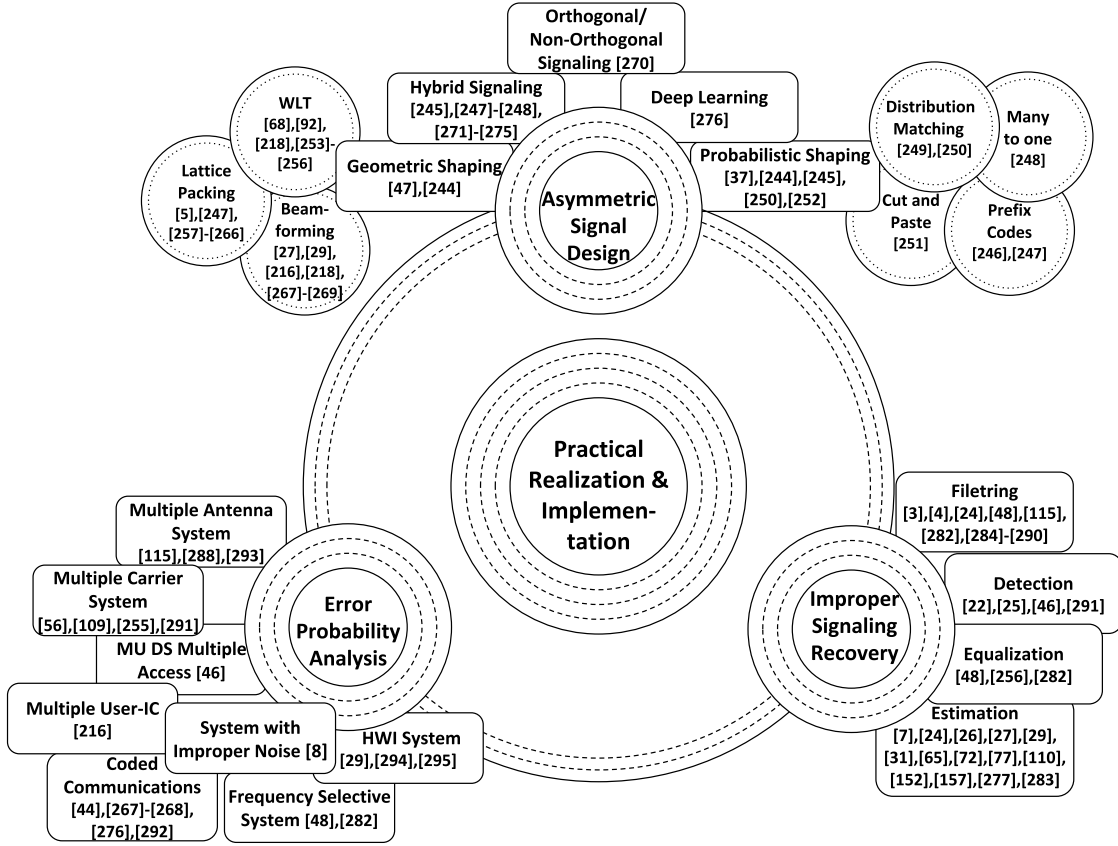 Orthogonal/
Non-Orthogonal
Signaling [270]
Hybrid Signaling
[245],[247]-[248],
[271]-[275]
Deep Learning
[276]
Geometric Shaping
[47],[244]
Probabilistic Shaping
[37],[244],[245],
[250],[252]
WLT
[68],[92],
[218],[253]-
[256]
Lattice
Packing
[5],[247],
[257]-[266]
Beam-
forming
[27],[29],
[216],[218],
[267]-[269]
Distribution
Matching
[249],[250]
Many
to one
[248]
Cut and
Paste
[251]
Prefix
Codes
[246],[247]
Asymmetric
Signal
Design
Practical
Realization &
Implemen-
tation
Error
Probability
Analysis
Improper
Signaling
Recovery
Multiple Antenna
System
[115],[288],[293]
Multiple Carrier
System
[56],[109],[255],[291]
MU DS Multiple
Access [46]
Multiple User-IC
[216]
System with
Improper Noise [8]
HWI System
[29],[294],[295]
Coded
Communications
[44],[267]-[268],
[276],[292]
Frequency Selective
System [48],[282]
Filetring
[3],[4],[24],[48],[115],
[282],[284]-[290]
Detection
[22],[25],[46],[291]
Equalization
[48],[256],[282]
Estimation
[7],[24],[26],[27],[29],
[31],[65],[72],[77],[110],
[152],[157],[277],[283]